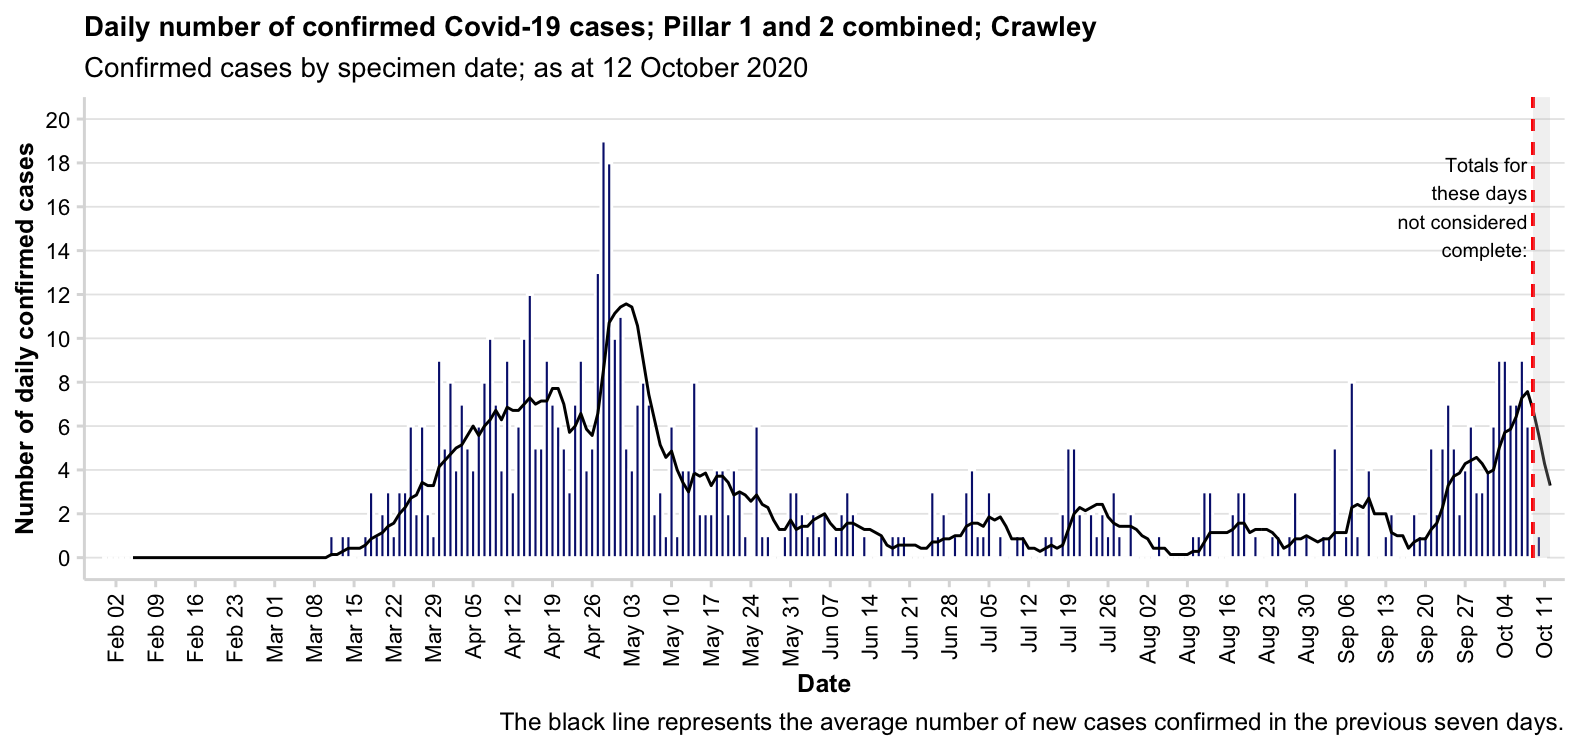 Daily number of confirmed Covid-19 cases; Pillar 1 and 2 combined; Crawley
Confirmed cases by specimen date; as at 12 October 2020
Number of daily confirmed cases
20
18
16
14
12
10
8
6
4
2
0
Totals for
these days
not considered
complete:
Feb 02
Feb 09
Feb 16
Feb 23
Mar 01
Mar 08
Mar 15
Mar 22
Mar 29
Apr 05
Apr 12
Apr 19
Apr 26
May 03
May 10
May 17
May 24
May 31
Jun 07
Jun 14
Jun 21
Jun 28
Jul 05
Jul 12
Jul 19
Jul 26
Aug 02
Aug 09
Aug 16
Aug 23
Aug 30
Sep 06
Sep 13
Sep 20
Sep 27
Oct 04
Oct 11
Date
The black line represents the average number of new cases confirmed in the previous seven days.